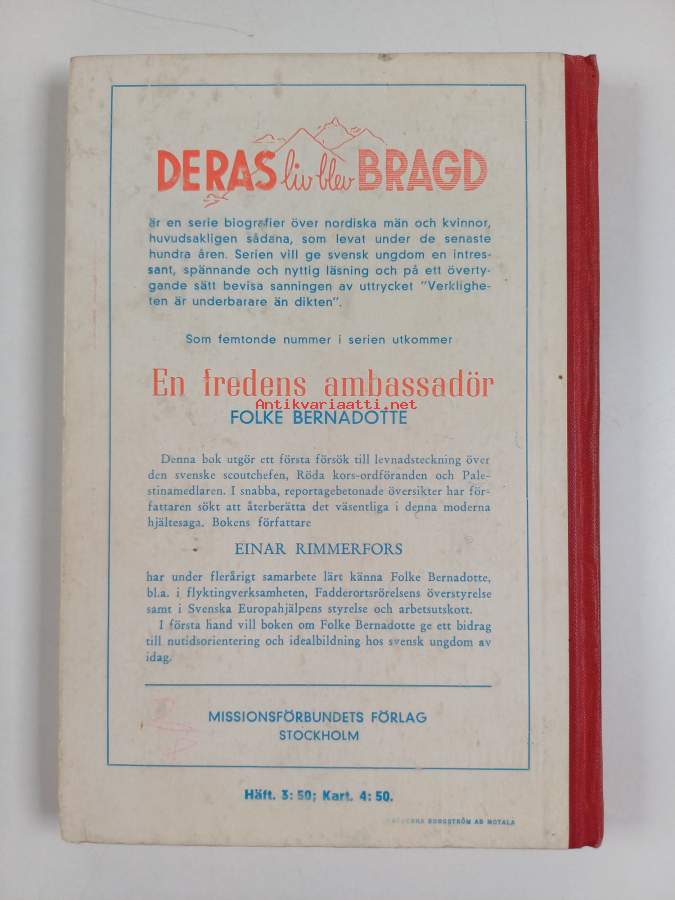 DERAS liv blev BRAGD
är en serie biografier över nordiska män och kvinnor,
huvudsakligen sådana, som levat under de senaste
hundra åren. Serien vill ge svensk ungdom en intres-
sant, spännande och nyttig läsning och på ett överty-
gande sätt bevisa sanningen av uttrycket "Verklighe-
ten är underbarare än dikten".
Som femtonde nummer i serien utkommer
En fredens ambassadör
Antikvariaatti.net
FOLKE BERNADOTTE
Denna bok utgör ett första försök till levnadsteckning över
den svenske scoutchefen, Röda kors-ordföranden och Pale-
stinamedlaren. I snabba, reportagebetonade översikter har för-
fattaren sökt att återberätta det väsentliga i denna moderna
hjältesaga. Bokens författare
EINAR RIMMERFORS
har under flerårigt samarbete lärt känna Folke Bernadotte,
bl.a. i flyktingverksamheten, Fadderortsrörelsens överstyrelse
samt i Svenska Europahjälpens styrelse och arbetsutskott.
I första hand vill boken om Folke Bernadotte ge ett bidrag
till nutidsorientering och idealbildning hos svensk ungdom av
idag.
MISSIONSFÖRBUNDETS FÖRLAG
STOCKHOLM
Häft. 3:50; Kart. 4:50.
BORGSTRÖM AB MOTALA